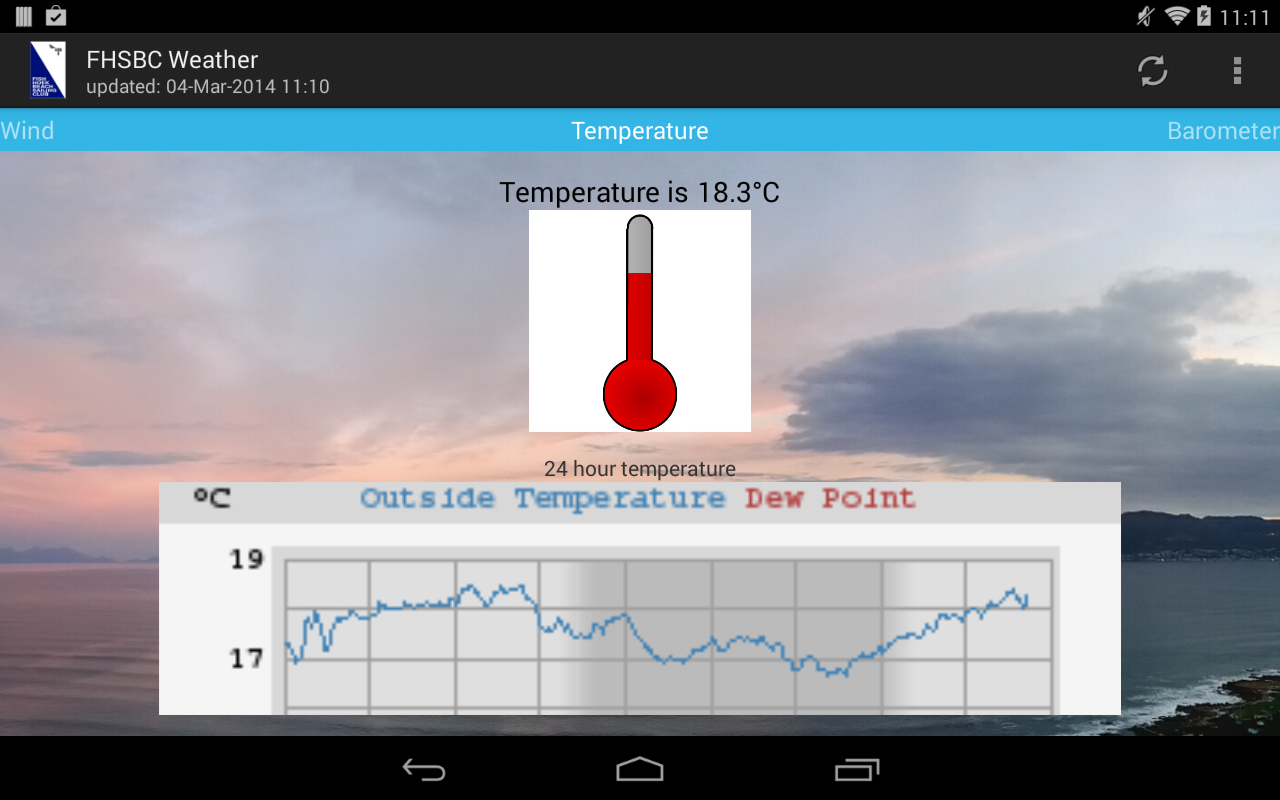 11:11
FHSBC Weather
updated: 04-Mar-2014 11:10
FISH
HOEK
BEACH
SAILING
CLUB
Wind Temperature Barometer
Temperature is 18.3°C
24 hour temperature
°C Outside Temperature Dew Point
19
17